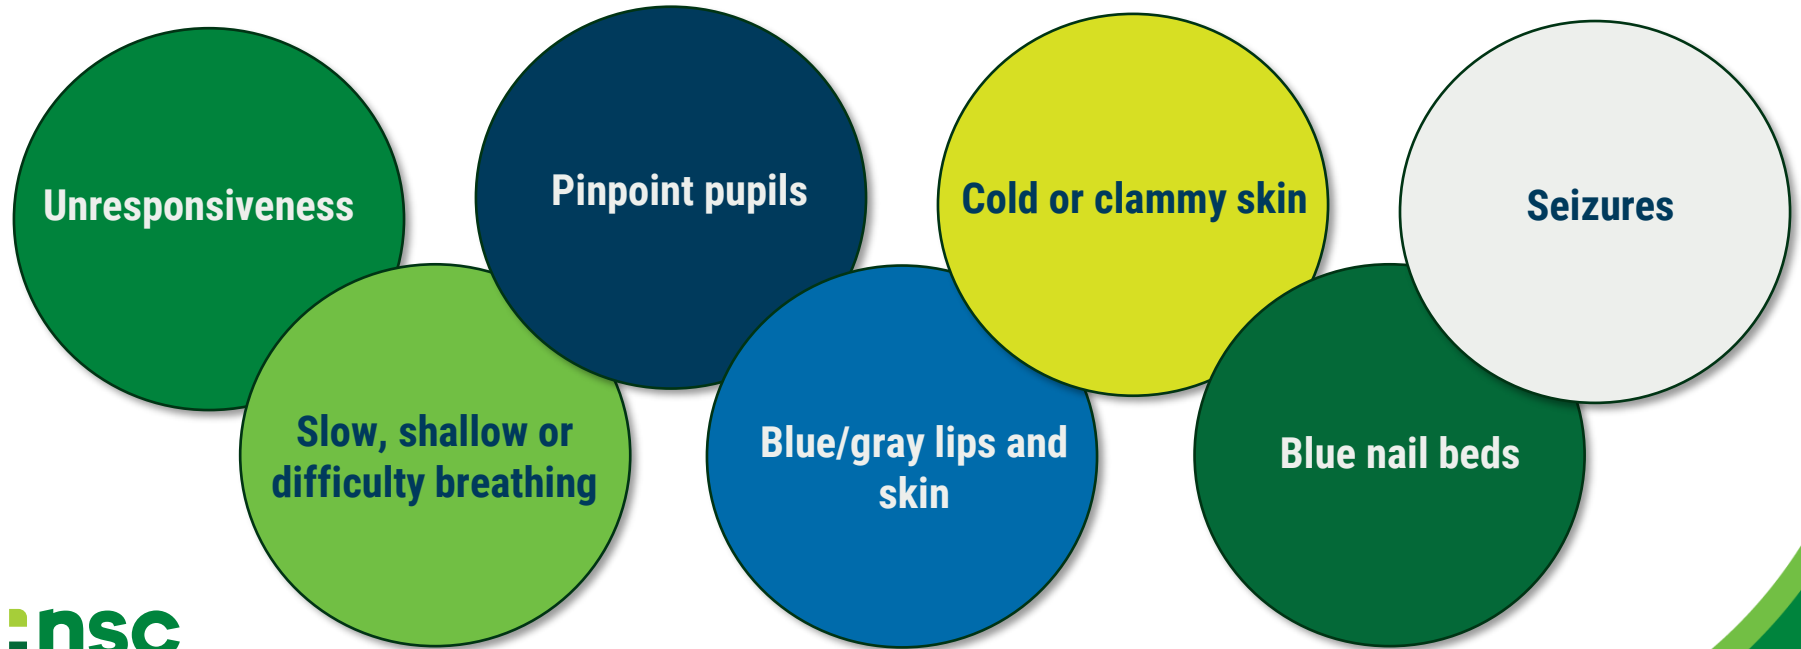 Unresponsiveness
Slow, shallow or
difficulty breathing
Pinpoint pupils
Blue/gray lips and
skin
Cold or clammy skin
Blue nail beds
Seizures
nsc